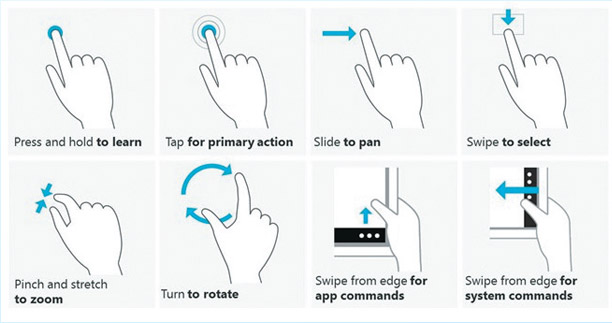 Press and hold to learn
Tap for primary action
Slide to pan
Swipe to select
Pinch and stretch
to zoom
Turn to rotate
Swipe from edge for
app commands
Swipe from edge for
system commands